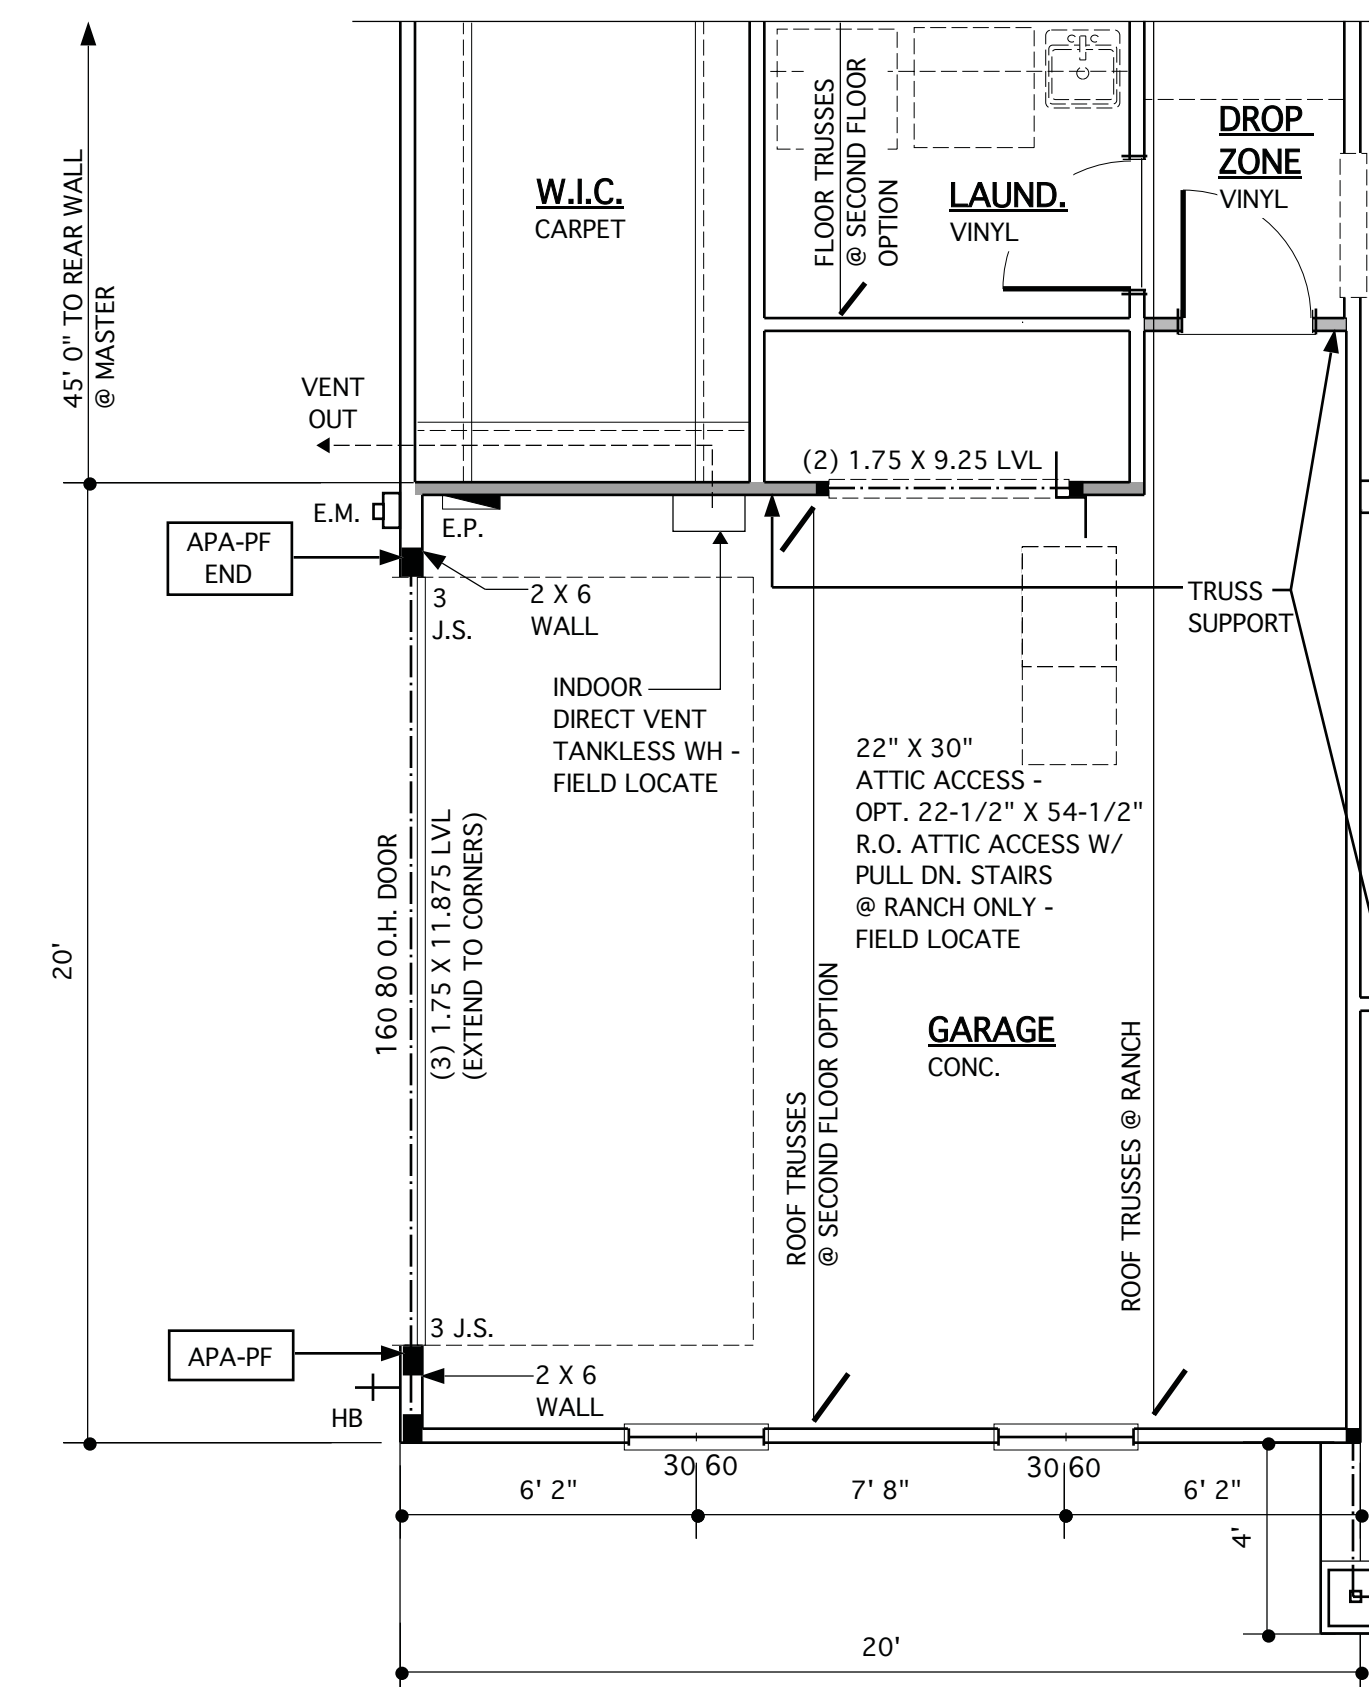 45' 0" TO REAR WALL
@ MASTER
W.I.C.
CARPET
FLOOR TRUSSES
@ SECOND FLOOR
OPTION
LAUND.
VINYL
DROP
ZONE
VINYL
VENT
OUT
(2) 1.75 X 9.25 LVL
E.M.
E.P.
APA-PF
END
3
J.S.
2 X 6
WALL
TRUSS
SUPPORT
INDOOR
DIRECT VENT
TANKLESS WH -
FIELD LOCATE
22" X 30"
ATTIC ACCESS -
OPT. 22-1/2" X 54-1/2"
R.O. ATTIC ACCESS W/
PULL DN. STAIRS
@ RANCH ONLY -
FIELD LOCATE
20'
160 80 O.H. DOOR
(3) 1.75 X 11.875 LVL
(EXTEND TO CORNERS)
GARAGE
CONC.
ROOF TRUSSES
@ SECOND FLOOR OPTION
ROOF TRUSSES @ RANCH
3 J.S.
APA-PF
2 X 6
WALL
HB
30 60
30 60
6' 2"
7' 8"
6' 2"
4'
20'